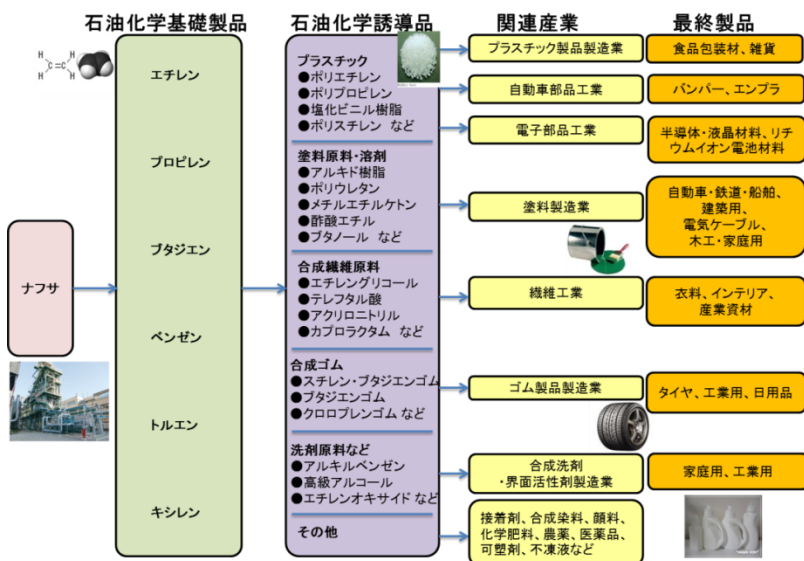 石油化学基礎製品
石油化学誘導品
関連産業
最終製品
ナフサ
H
H
C=C
H
H
エチレン
プロピレン
ブタジエン
ベンゼン
トルエン
キシレン
プラスチック
●ポリエチレン
●ポリプロピレン
●塩化ビニル樹脂
●ポリスチレン など
塗料原料・溶剤
●アルキド樹脂
●ポリウレタン
●メチルエチルケトン
●酢酸エチル
●ブタノール など
合成繊維原料
●エチレングリコール
●テレフタル酸
●アクリロニトリル
●カプロラクタム など
合成ゴム
●スチレン・ブタジエンゴム
●ブタジエンゴム
●クロロプレンゴム など
洗剤原料など
●アルキルベンゼン
●高級アルコール
●エチレンオキサイド など
その他
プラスチック製品製造業
自動車部品工業
電子部品工業
塗料製造業
繊維工業
ゴム製品製造業
合成洗剤
・界面活性剤製造業
接着剤、合成染料、顔料、
化学肥料、農薬、医薬品、
可塑剤、不凍液など
食品包装材、雑貨
バンパー、エンプラ
半導体・液晶材料、リチ
ウムイオン電池材料
自動車・鉄道・船舶、
建築用、
電気ケーブル、
木工・家庭用
衣料、インテリア、
産業資材
タイヤ、工業用、日用品
家庭用、工業用